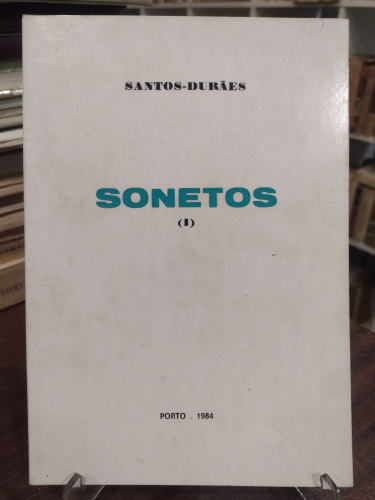 SANTOS-DURÃES
SONETOS
(I)
PORTO . 1984